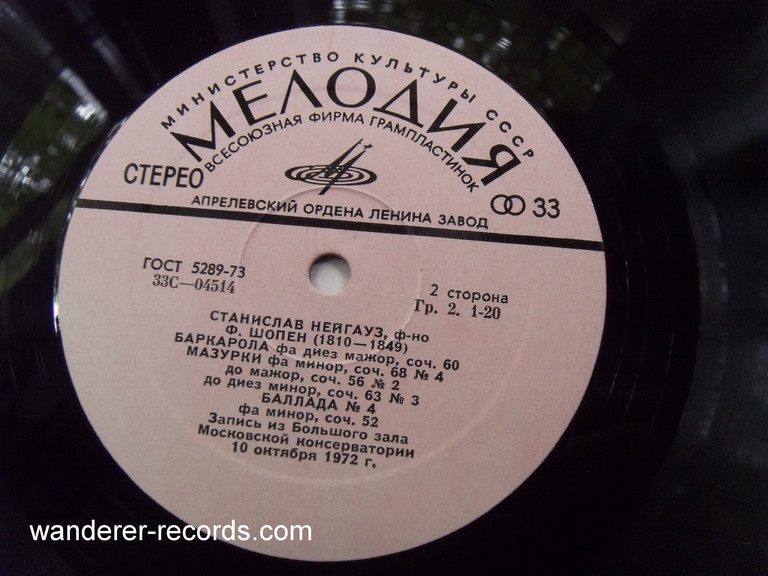 МИНИСТЕРСТВО КУЛЬТУРЫ СССР
МЕЛОДИЯ
ВСЕСОЮЗНАЯ ФИРМА ГРАМПЛАСТИНОК
СТЕРЕО
33
АПРЕЛЕВСКИЙ ОРДЕНА ЛЕНИНА ЗАВОД
ГОСТ 5289-73
33С—04514
2 сторона
Гр. 2. 1-20
СТАНИСЛАВ НЕЙГАУЗ, ф-но
Ф. ШОПЕН (1810—1849)
БАРКАРОЛА фа диез мажор, соч. 60
МАЗУРКИ фа минор, соч. 68 № 4
до мажор, соч. 56 № 2
до диез минор, соч. 63 № 3
БАЛЛАДА № 4
фа минор, соч. 52
Запись из Большого зала
Московской консерватории
10 октября 1972 г.
wanderer-records.com